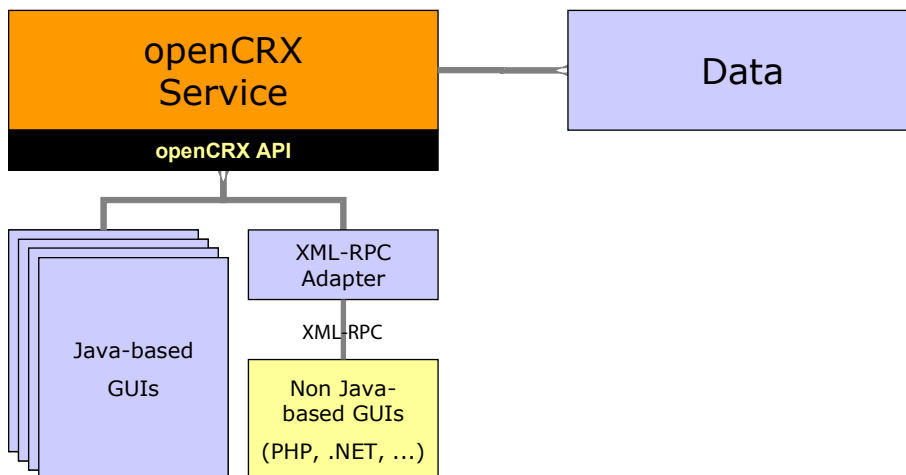 openCRX
Service
Data
openCRX API
XML-RPC
Adapter
XML-RPC
Java-based
GUIs
Non Java-
based GUIs
(PHP, .NET, ...)